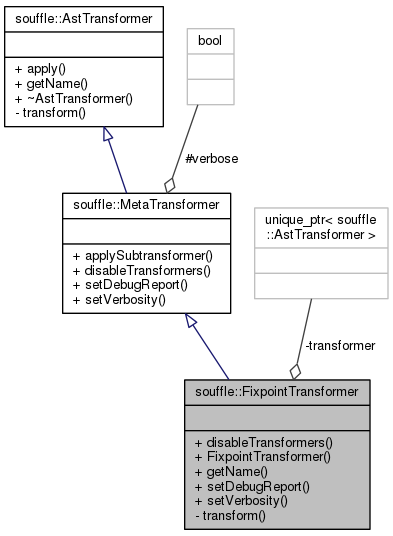 souffle::AstTransformer
+ apply()
+ getName()
+ ~AstTransformer()
- transform()
bool
#verbose
souffle::MetaTransformer
+ applySubtransformer()
+ disableTransformers()
+ setDebugReport()
+ setVerbosity()
unique_ptr< souffle
::AstTransformer >
-transformer
souffle::FixpointTransformer
+ disableTransformers()
+ FixpointTransformer()
+ getName()
+ setDebugReport()
+ setVerbosity()
- transform()